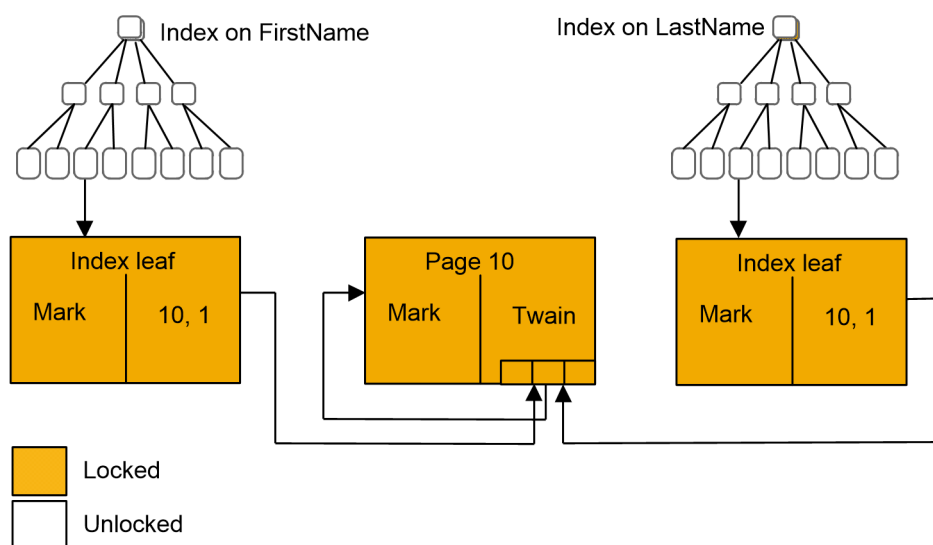 Index on FirstName
Index on LastName
Index leaf
Mark
10, 1
Page 10
Mark
Twain
Index leaf
Mark
10, 1
Locked
Unlocked